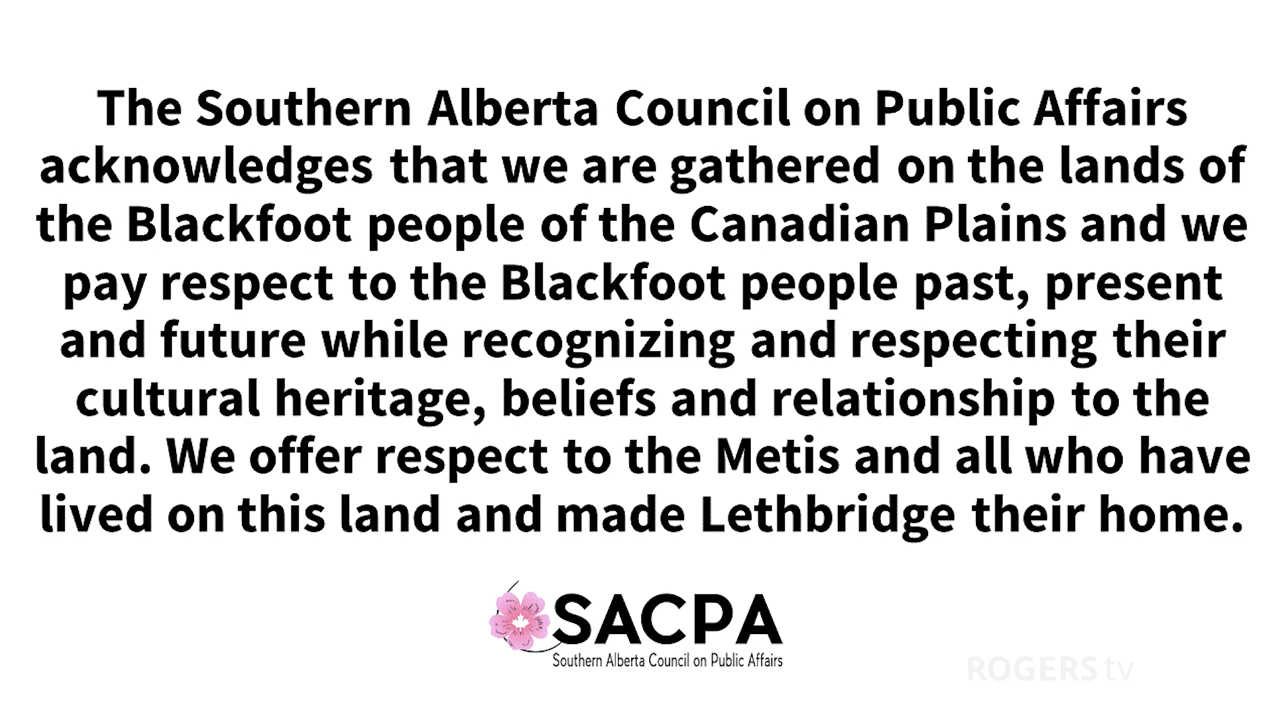 The Southern Alberta Council on Public Affairs
acknowledges that we are gathered on the lands of
the Blackfoot people of the Canadian Plains and we
pay respect to the Blackfoot people past, present
and future while recognizing and respecting their
cultural heritage, beliefs and relationship to the
land. We offer respect to the Metis and all who have
lived on this land and made Lethbridge their home.
SACPA
Southern Alberta Council on Public Affairs
ROGERS tv